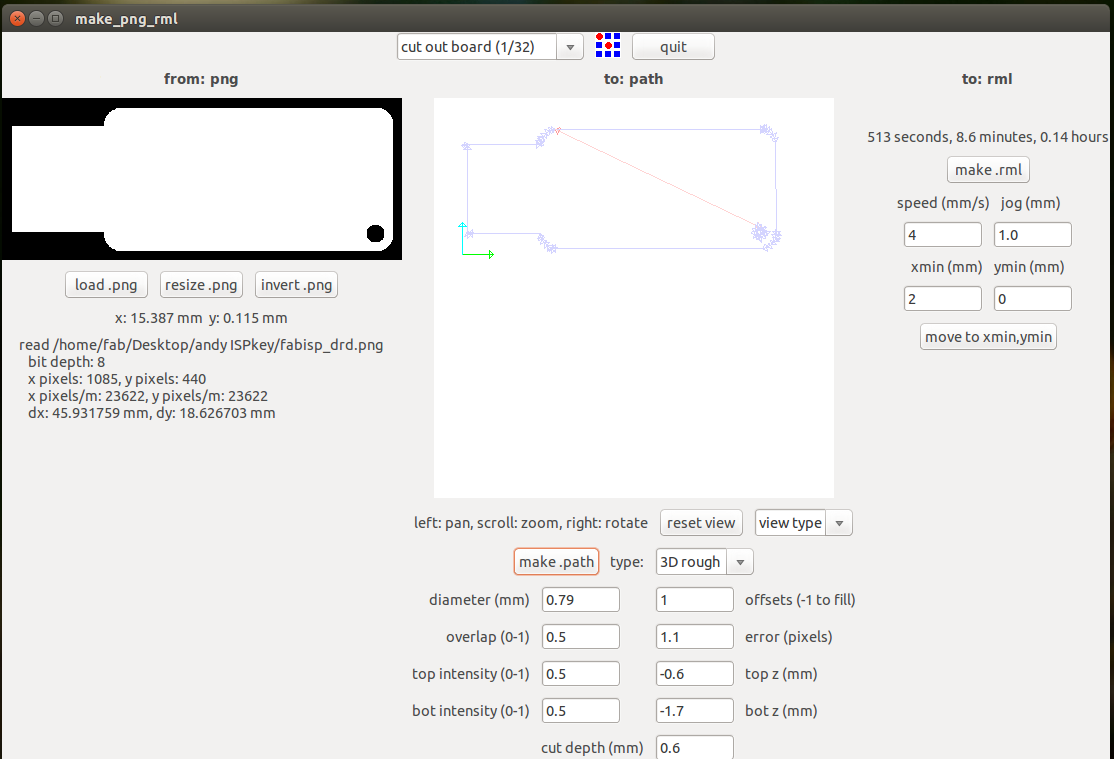 make_png_rml
cut out board (1/32)
quit
from: png
to: path
to: rml
513 seconds, 8.6 minutes, 0.14 hours
make .rml
speed (mm/s) jog (mm)
4 1.0
xmin (mm) ymin (mm)
2 0
move to xmin,ymin
load .png resize .png invert .png
x: 15.387 mm y: 0.115 mm
read /home/fab/Desktop/andy ISPkey/fabisp_drd.png
bit depth: 8
x pixels: 1085, y pixels: 440
x pixels/m: 23622, y pixels/m: 23622
dx: 45.931759 mm, dy: 18.626703 mm
left: pan, scroll: zoom, right: rotate reset view view type
make .path type: 3D rough
diameter (mm) 0.79 1 offsets (-1 to fill)
overlap (0-1) 0.5 1.1 error (pixels)
top intensity (0-1) 0.5 -0.6 top z (mm)
bot intensity (0-1) 0.5 -1.7 bot z (mm)
cut depth (mm) 0.6